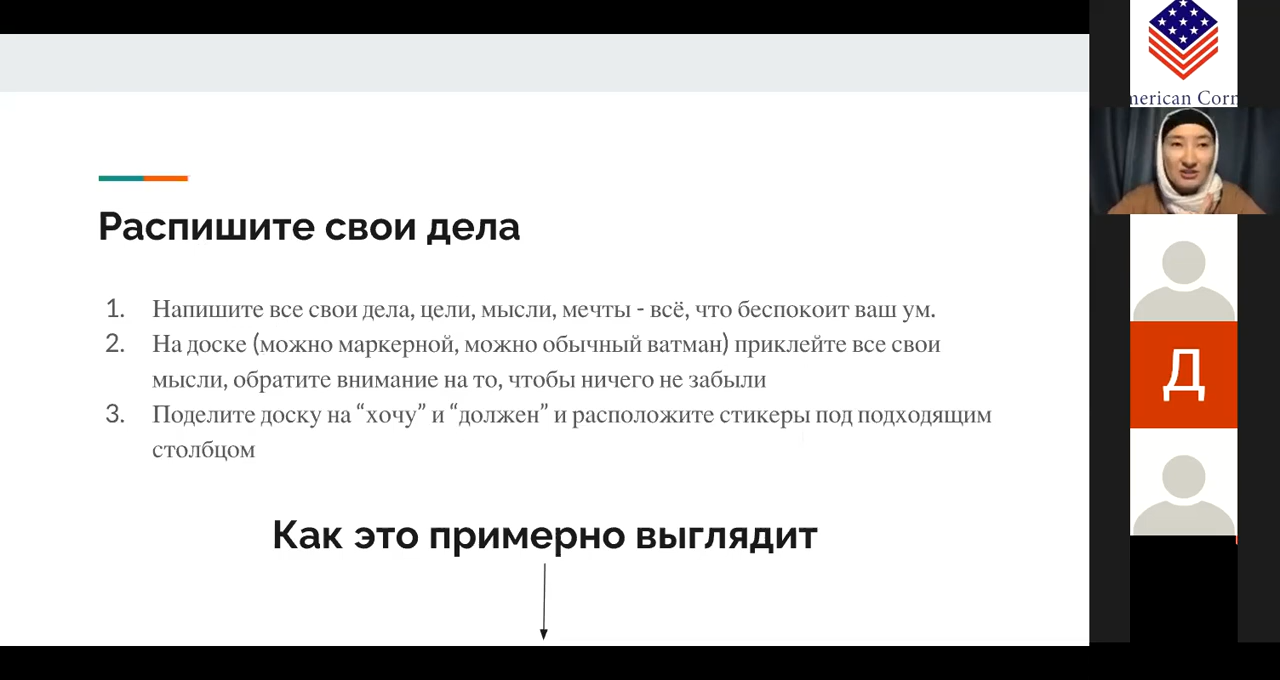 merican Corn
Распишите свои дела
1. Напишите все свои дела, цели, мысли, мечты - всё, что беспокоит ваш ум.
2. На доске (можно маркерной, можно обычный ватман) приклейте все свои
мысли, обратите внимание на то, чтобы ничего не забыли
3. Поделите доску на “хочу” и “должен” и расположите стикеры под подходящим
столбцом
Как это примерно выглядит
Д